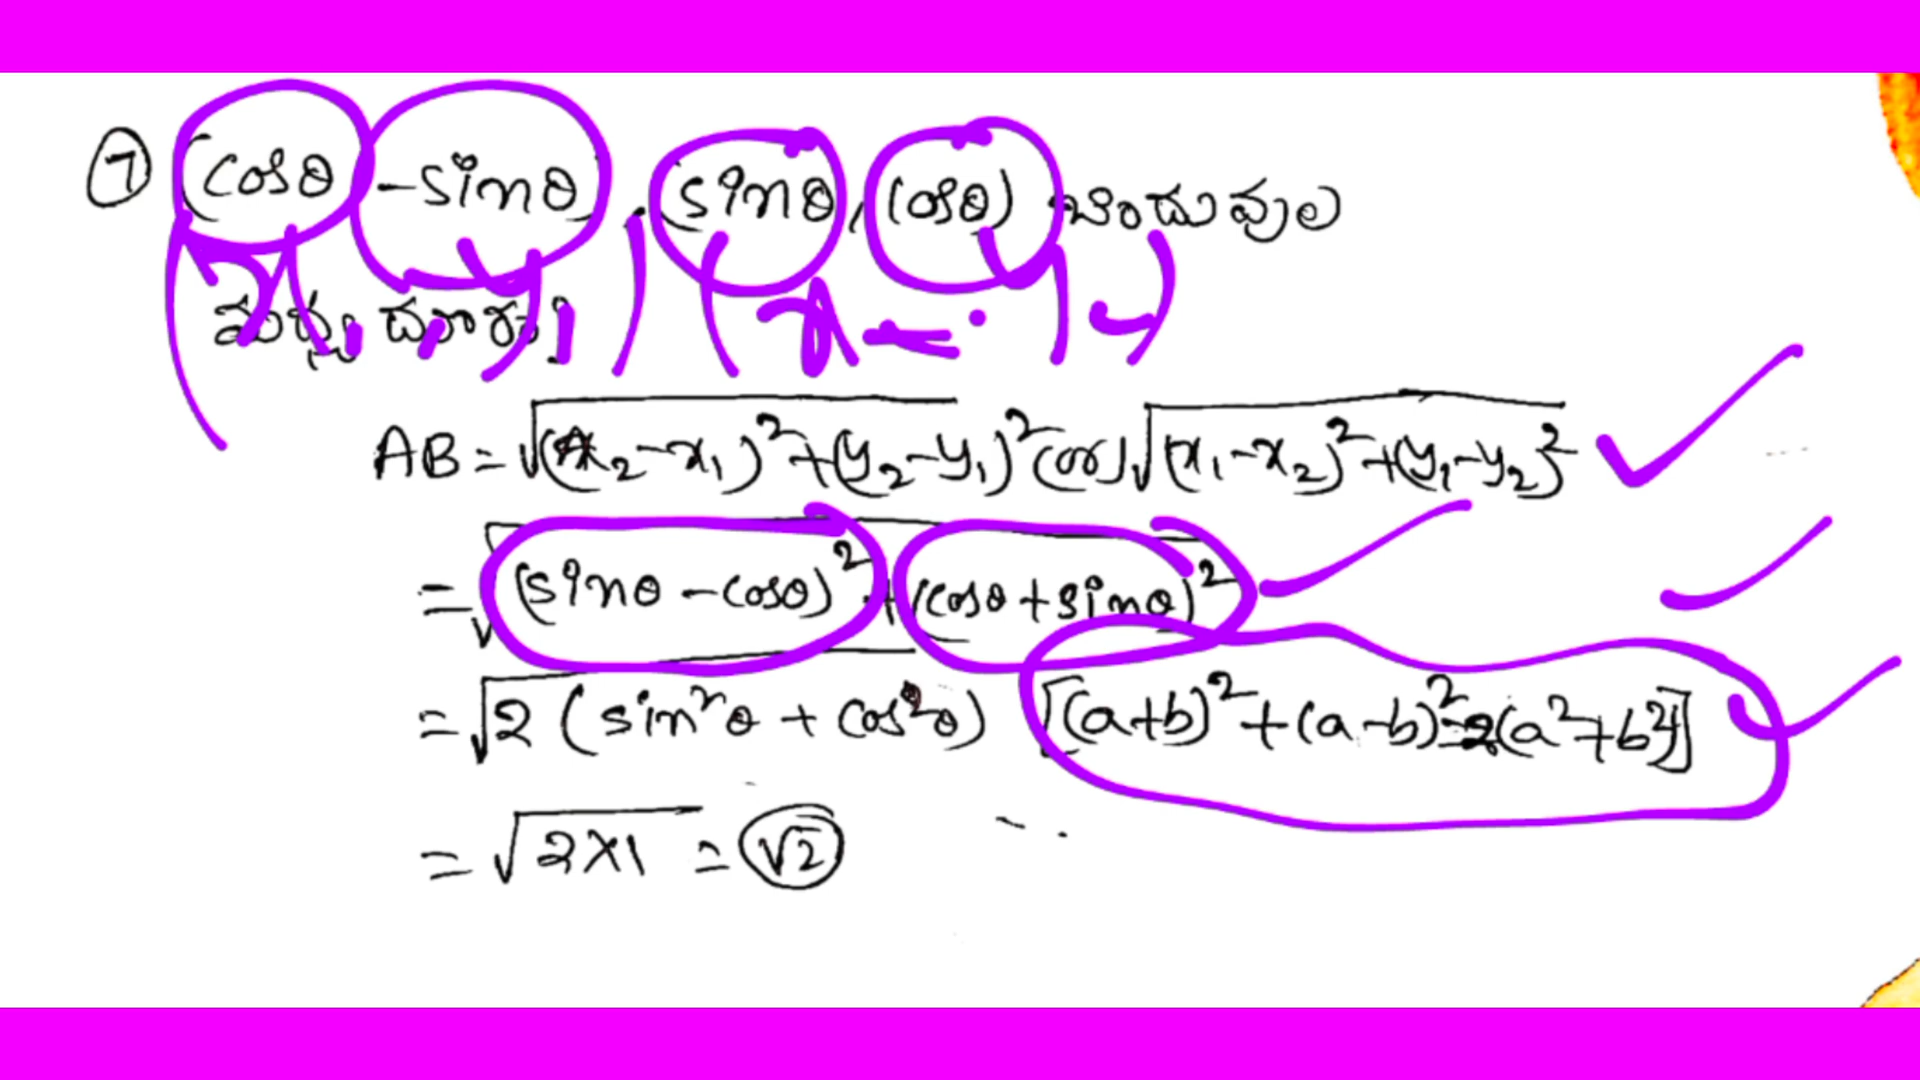 ⑦ (cosθ -sinθ), (sinθ, cosθ) బిందువుల
మధ్య దూరం
AB = √(x₂-x₁)²+(y₂-y₁)² (or) √(x₁-x₂)²+(y₁-y₂)²
= √(sinθ-cosθ)²+(cosθ+sinθ)²
= √2(sin²θ+cos²θ) [(a+b)²+(a-b)²=2(a²+b²)]
= √2×1 = √2